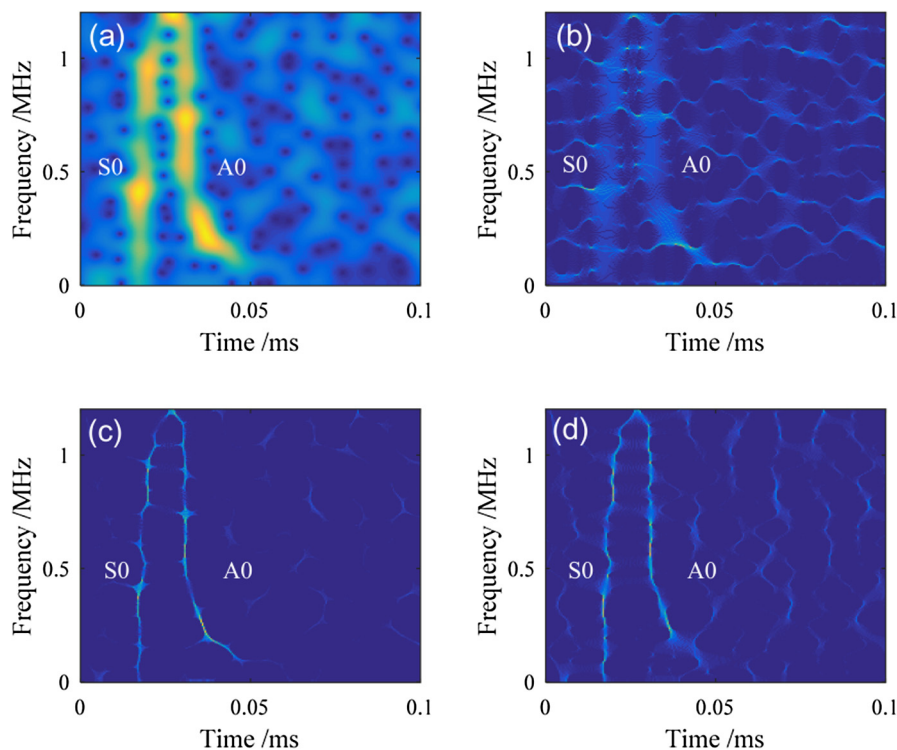 (a)
Frequency /MHz
1
0.5
0
S0
A0
0
0.05
0.1
Time /ms
(b)
Frequency /MHz
1
0.5
0
S0
A0
0
0.05
0.1
Time /ms
(c)
Frequency /MHz
1
0.5
0
S0
A0
0
0.05
0.1
Time /ms
(d)
Frequency /MHz
1
0.5
0
S0
A0
0
0.05
0.1
Time /ms